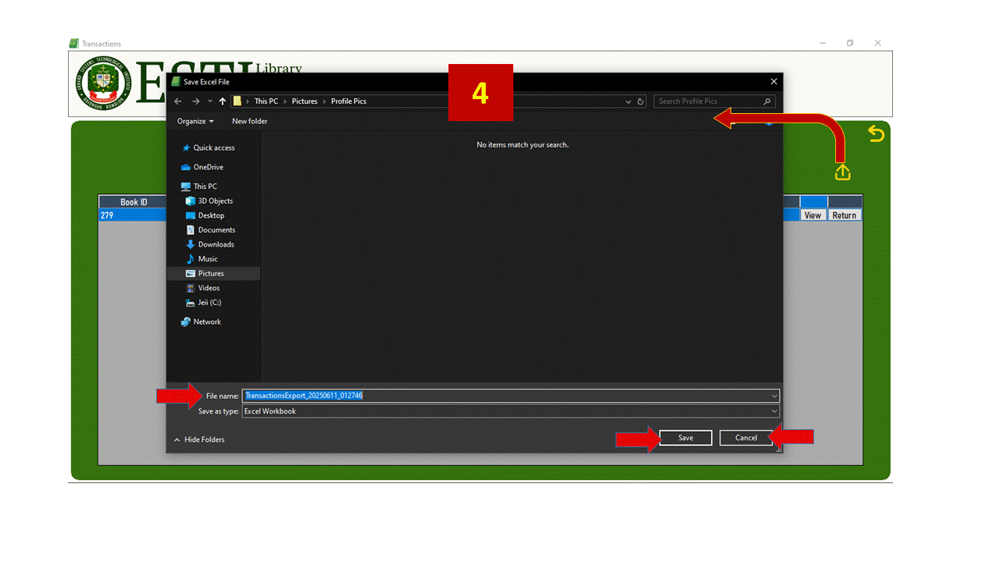 Transactions
Library
Save Excel File
4
This PC > Pictures > Profile Pics
Search Profile Pics
Organize
New folder
No items match your search.
Quick access
OneDrive
This PC
3D Objects
Desktop
Documents
Downloads
Music
Pictures
Videos
Jeii (C:)
Network
Book ID
279
View
Return
File name: TransactionsExport_20250611_012746
Save as type: Excel Workbook
Hide Folders
Save
Cancel